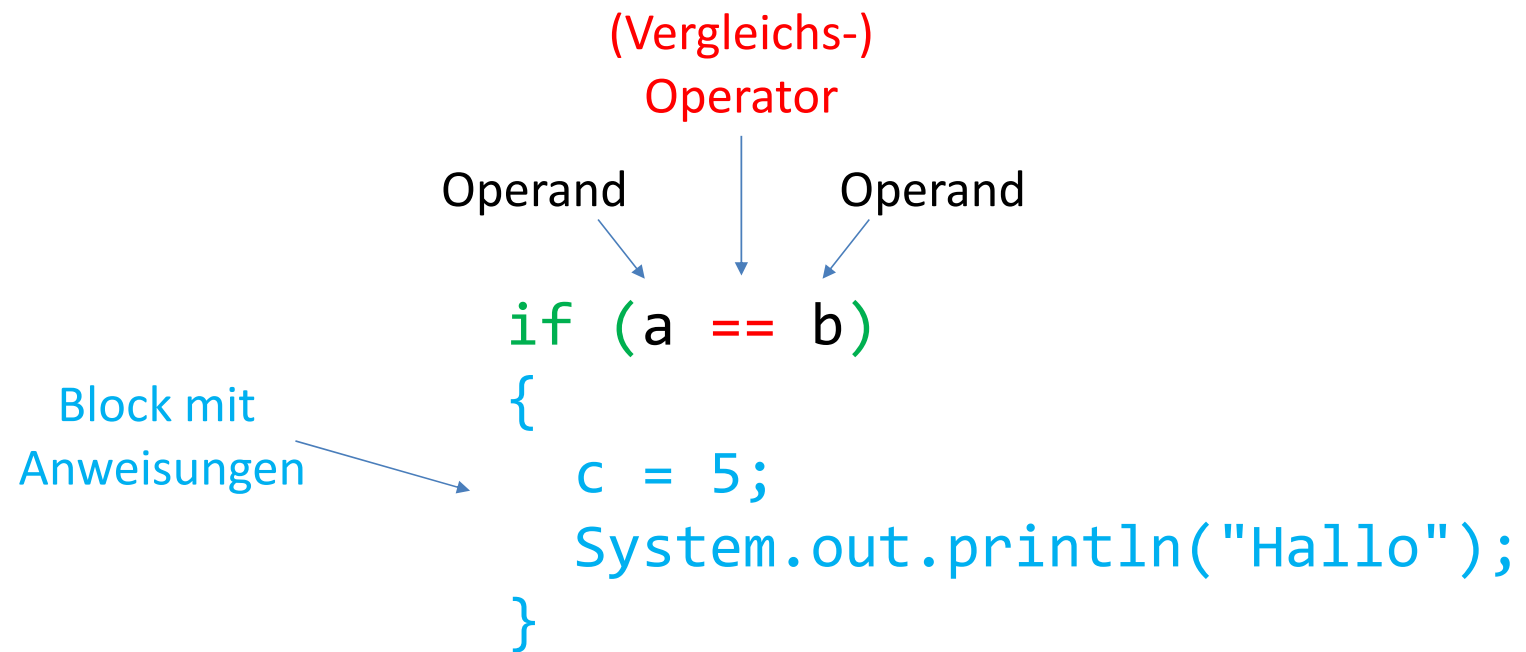 (Vergleichs-)
Operator
Operand Operand
if (a == b)
{
Block mit
Anweisungen
c = 5;
System.out.println("Hallo");
}